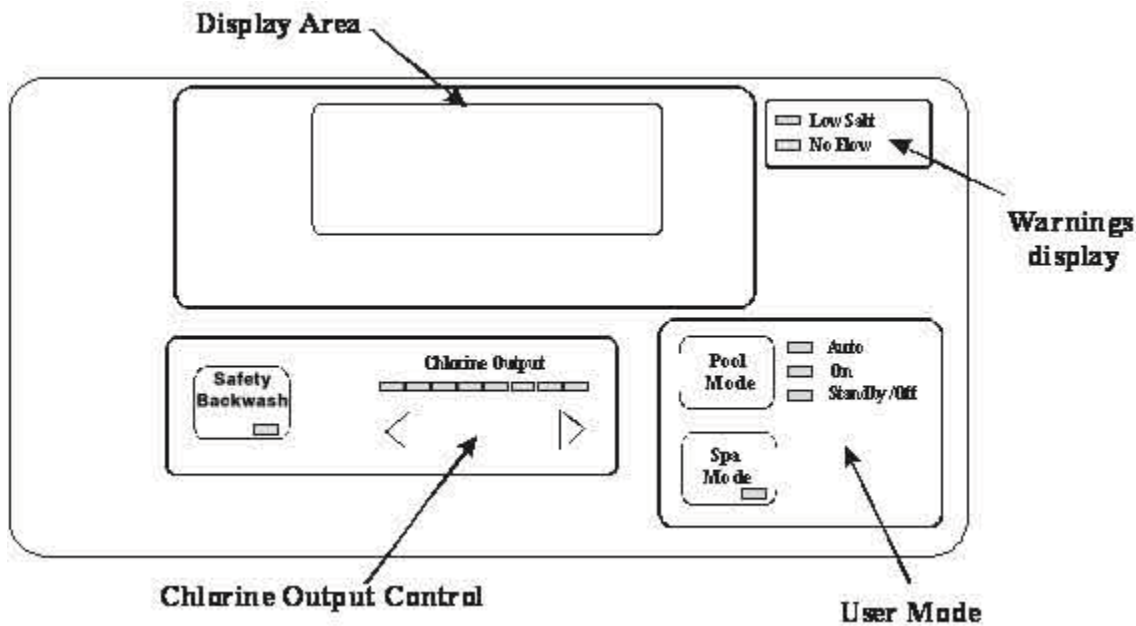 Display Area
Low Salt
No Flow
Warnings
display
Safety
Backwash
Chlorine Output
Pool
Mode
Auto
On
Standby/Off
Spa
Mode
Chlorine Output Control
User Mode